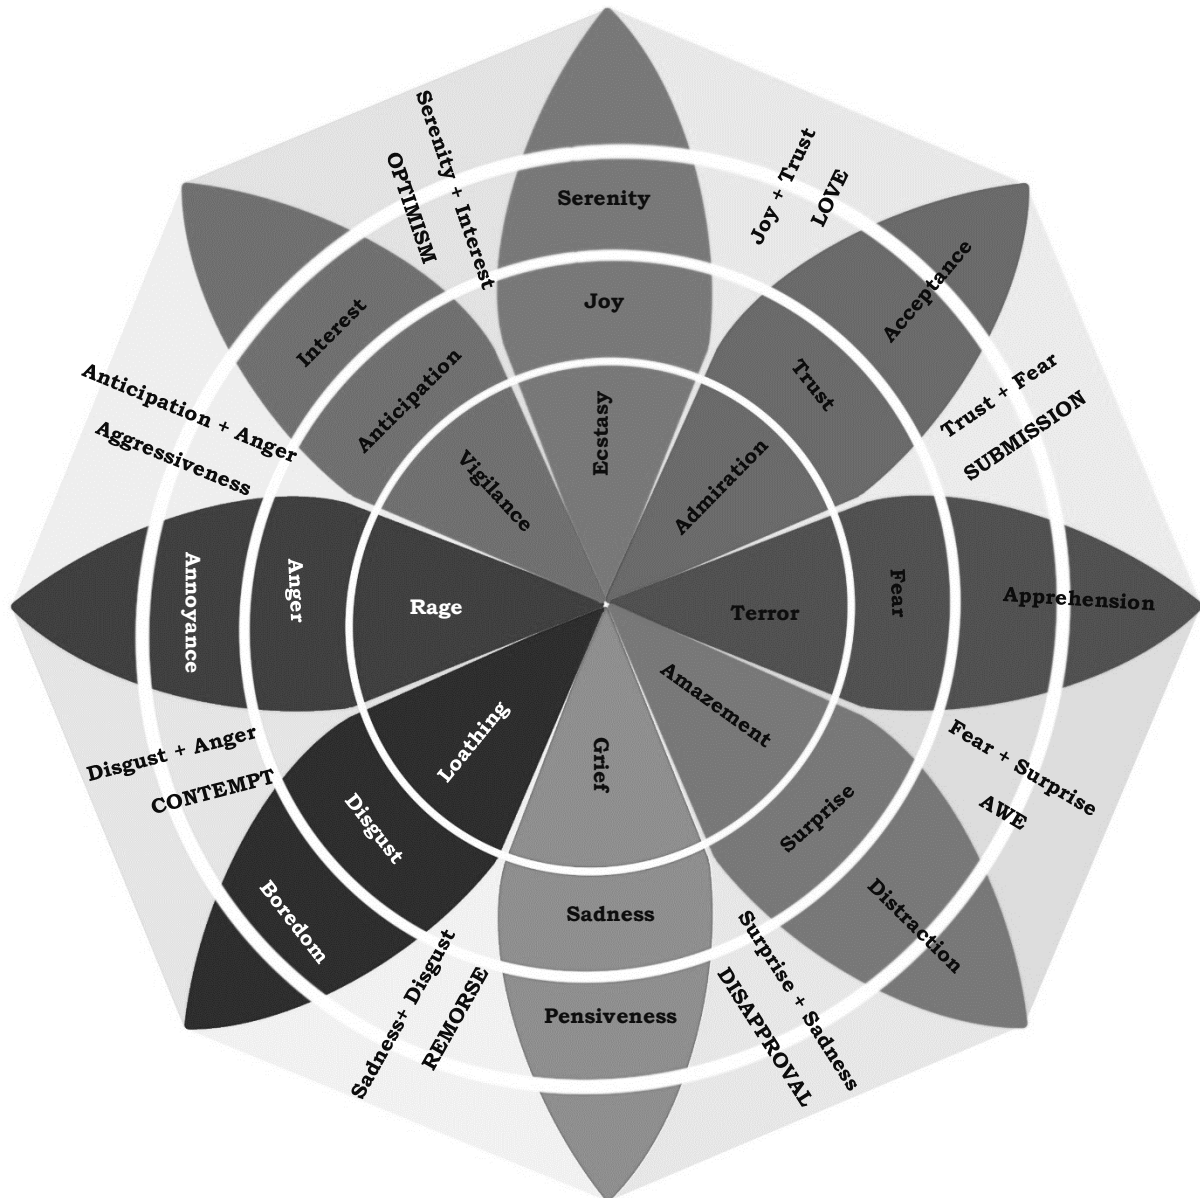 Serenity + Interest
OPTIMISM
Serenity
Joy
Ecstasy
Joy + Trust
LOVE
Acceptance
Trust
Admiration
Trust + Fear
SUBMISSION
Apprehension
Fear
Terror
Fear + Surprise
AWE
Amazement
Surprise
Distraction
Surprise + Sadness
DISAPPROVAL
Grief
Sadness
Pensiveness
Sadness+ Disgust
REMORSE
Loathing
Disgust
Boredom
Disgust + Anger
CONTEMPT
Rage
Anger
Annoyance
Anticipation + Anger
Aggressiveness
Interest
Anticipation
Vigilance